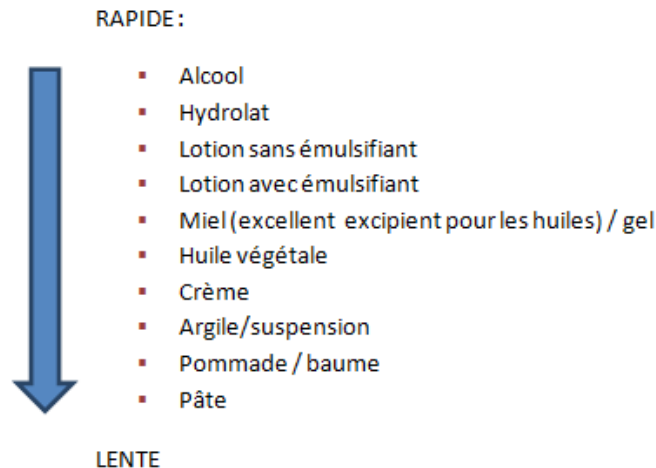 RAPIDE :
▪ Alcool
▪ Hydrolat
▪ Lotion sans émulsifiant
▪ Lotion avec émulsifiant
▪ Miel (excellent excipient pour les huiles) / gel
▪ Huile végétale
▪ Crème
▪ Argile/suspension
▪ Pommade / baume
▪ Pâte
LENTE